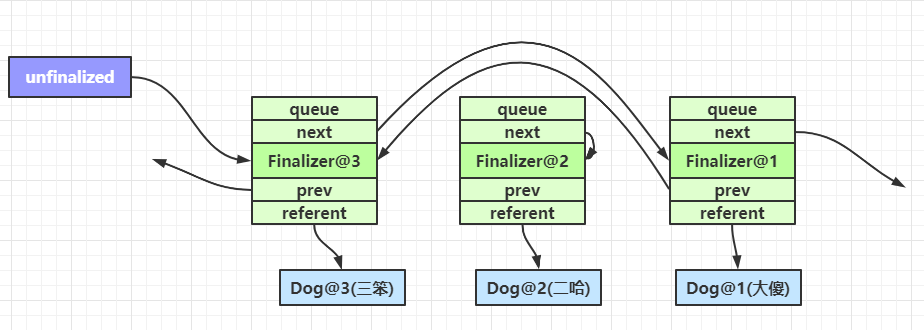 unfinalized
queue
next
Finalizer@3
prev
referent
Dog@3(三笨)
queue
next
Finalizer@2
prev
referent
Dog@2(二哈)
queue
next
Finalizer@1
prev
referent
Dog@1(大傻)